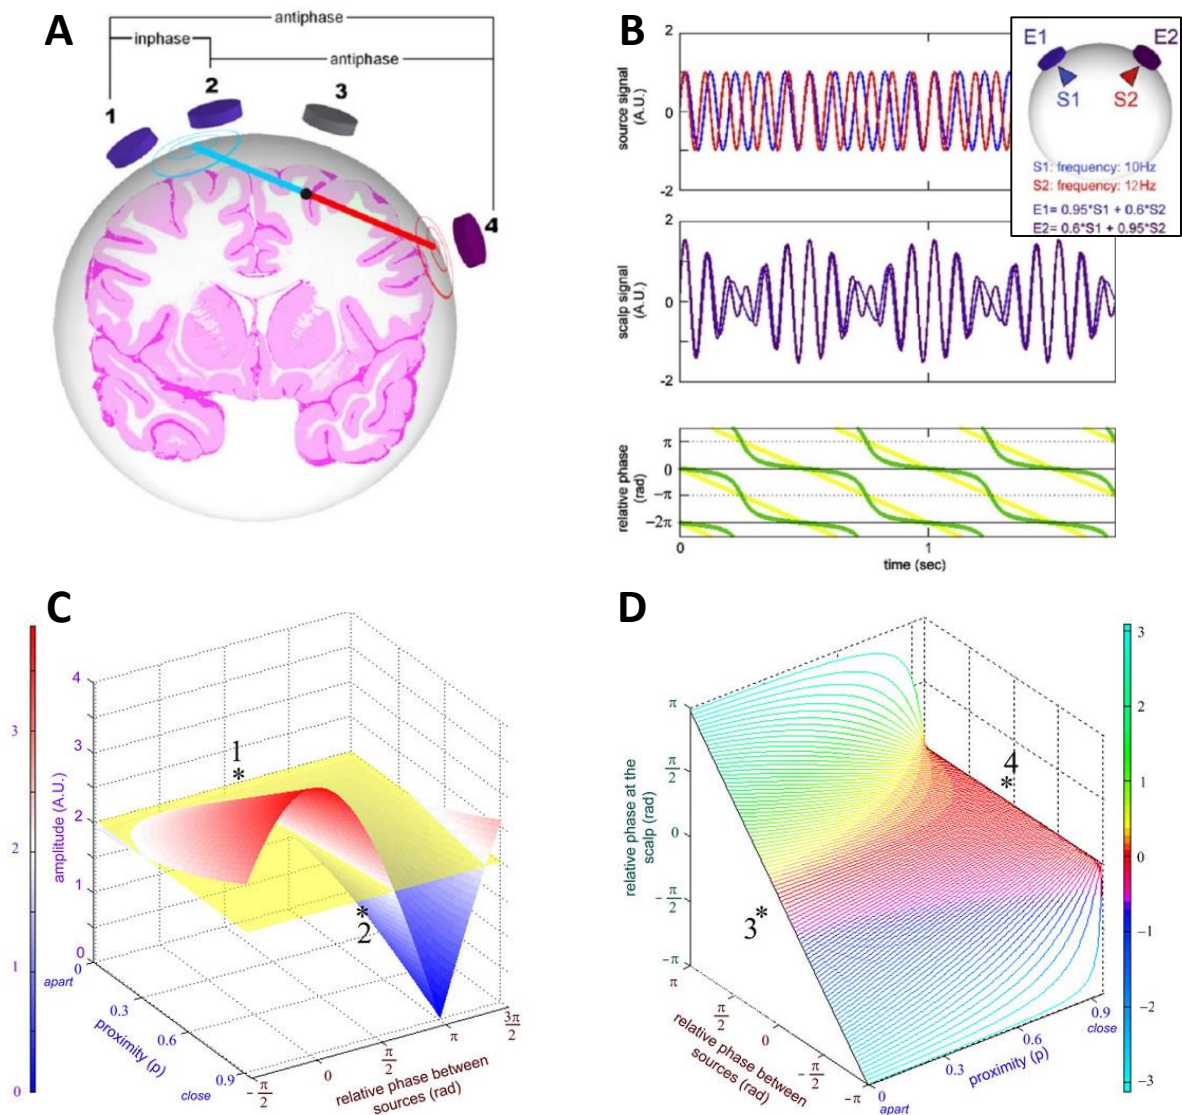 A
antiphase
inphase
antiphase
1
2
3
4
B
2
0
-2
source signal
(A.U.)
E1
E2
S1
S2
S1: frequency: 10Hz
S2: frequency: 12Hz
E1= 0.95*S1 + 0.6*S2
E2= 0.6*S1 + 0.95*S2
2
0
-2
scalp signal
(A.U.)
π
0
−π
−2π
relative phase
(rad)
0
1
time (sec)
C
3
2
1
0
4
3
2
1
0
amplitude (A.U.)
0
apart
0.3
0.6
0.9
close
proximity (p)
−π/2
0
π/2
π
3π/2
relative phase between
sources (rad)
1
*
*
2
D
π
π/2
0
−π/2
−π
relative phase at the
scalp (rad)
π
π/2
0
−π/2
−π
relative phase between
sources (rad)
0
apart
0.3
0.6
0.9
close
proximity (p)
3*
4
*
3
2
1
0
−1
−2
−3